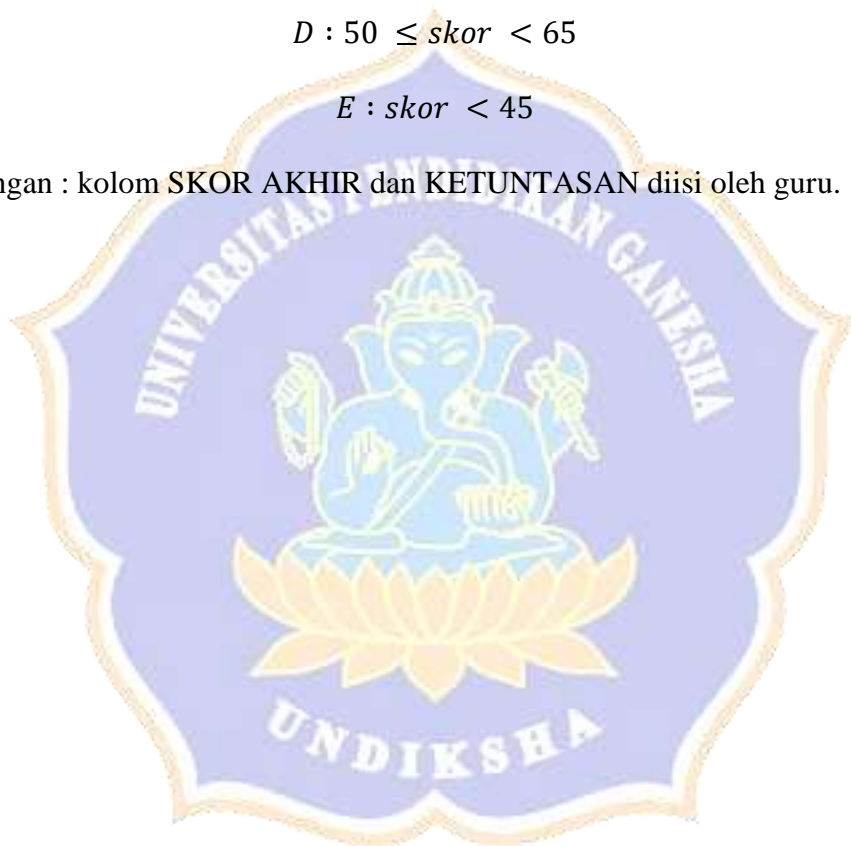 D : 50 ≤ skor < 65
E : skor < 45
ngan : kolom SKOR AKHIR dan KETUNTASAN diisi oleh guru.
UNIVERSITAS PENDIDIKAN GANESHA
UNDIKSHA